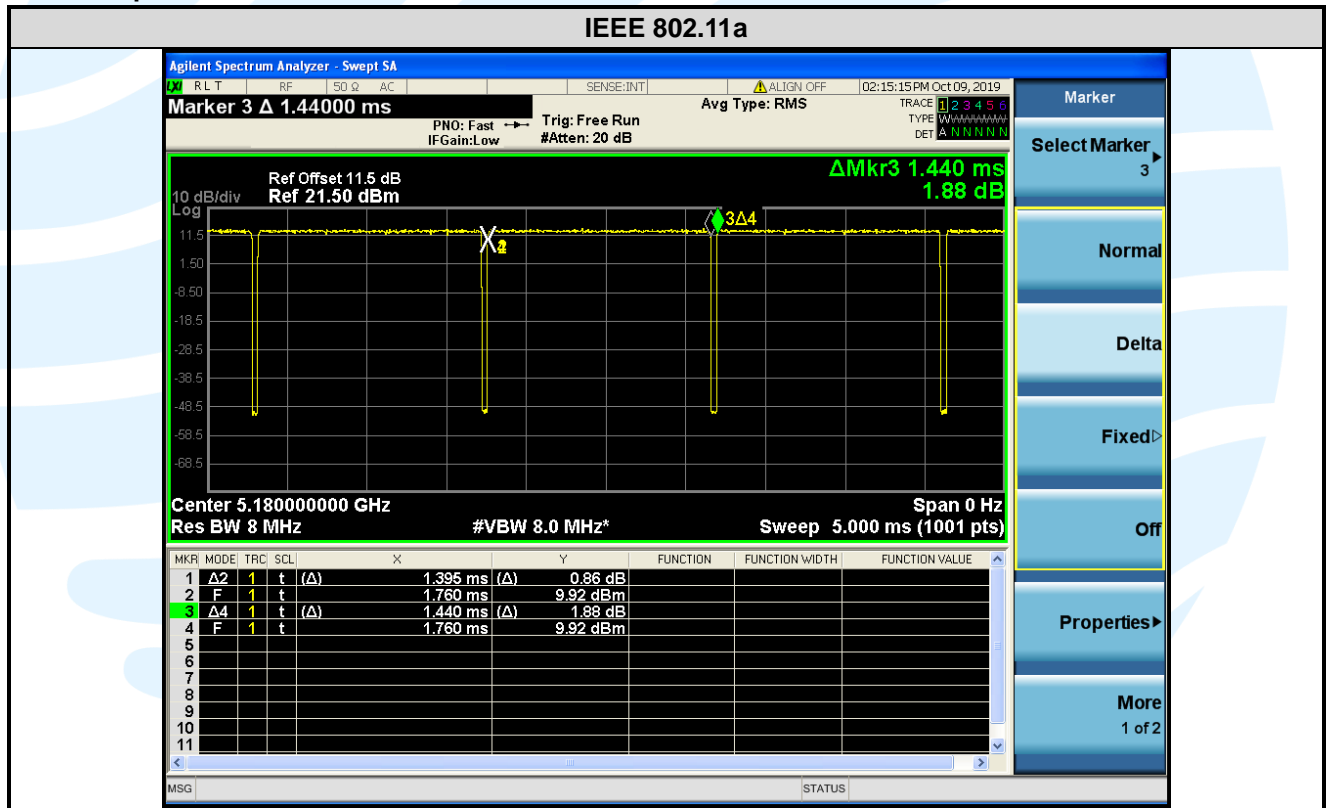 IEEE 802.11a
Agilent Spectrum Analyzer - Swept SA
LXI RLT RF 50 Ω AC SENSE:INT ALIGN OFF 02:15:15 PM Oct 09, 2019
Marker 3 Δ 1.44000 ms
PNO: Fast
IFGain:Low
Trig: Free Run
#Atten: 20 dB
Avg Type: RMS
TRACE 1 2 3 4 5 6
TYPE WWWWWW
DET A N N N N N
ΔMkr3 1.440 ms
1.88 dB
Ref Offset 11.5 dB
10 dB/div Ref 21.50 dBm
Log
11.5
1.50
-8.50
-18.5
-28.5
-38.5
-48.5
-58.5
-68.5
3Δ4
Center 5.180000000 GHz Span 0 Hz
Res BW 8 MHz #VBW 8.0 MHz* Sweep 5.000 ms (1001 pts)
MKR MODE TRC SCL X Y FUNCTION FUNCTION WIDTH FUNCTION VALUE
1 Δ2 1 t (Δ) 1.395 ms (Δ) 0.86 dB
2 F 1 t 1.760 ms 9.92 dBm
3 Δ4 1 t (Δ) 1.440 ms (Δ) 1.88 dB
4 F 1 t 1.760 ms 9.92 dBm
5
6
7
8
9
10
11
MSG STATUS
Marker
Select Marker
3
Normal
Delta
Fixed
Off
Properties
More
1 of 2